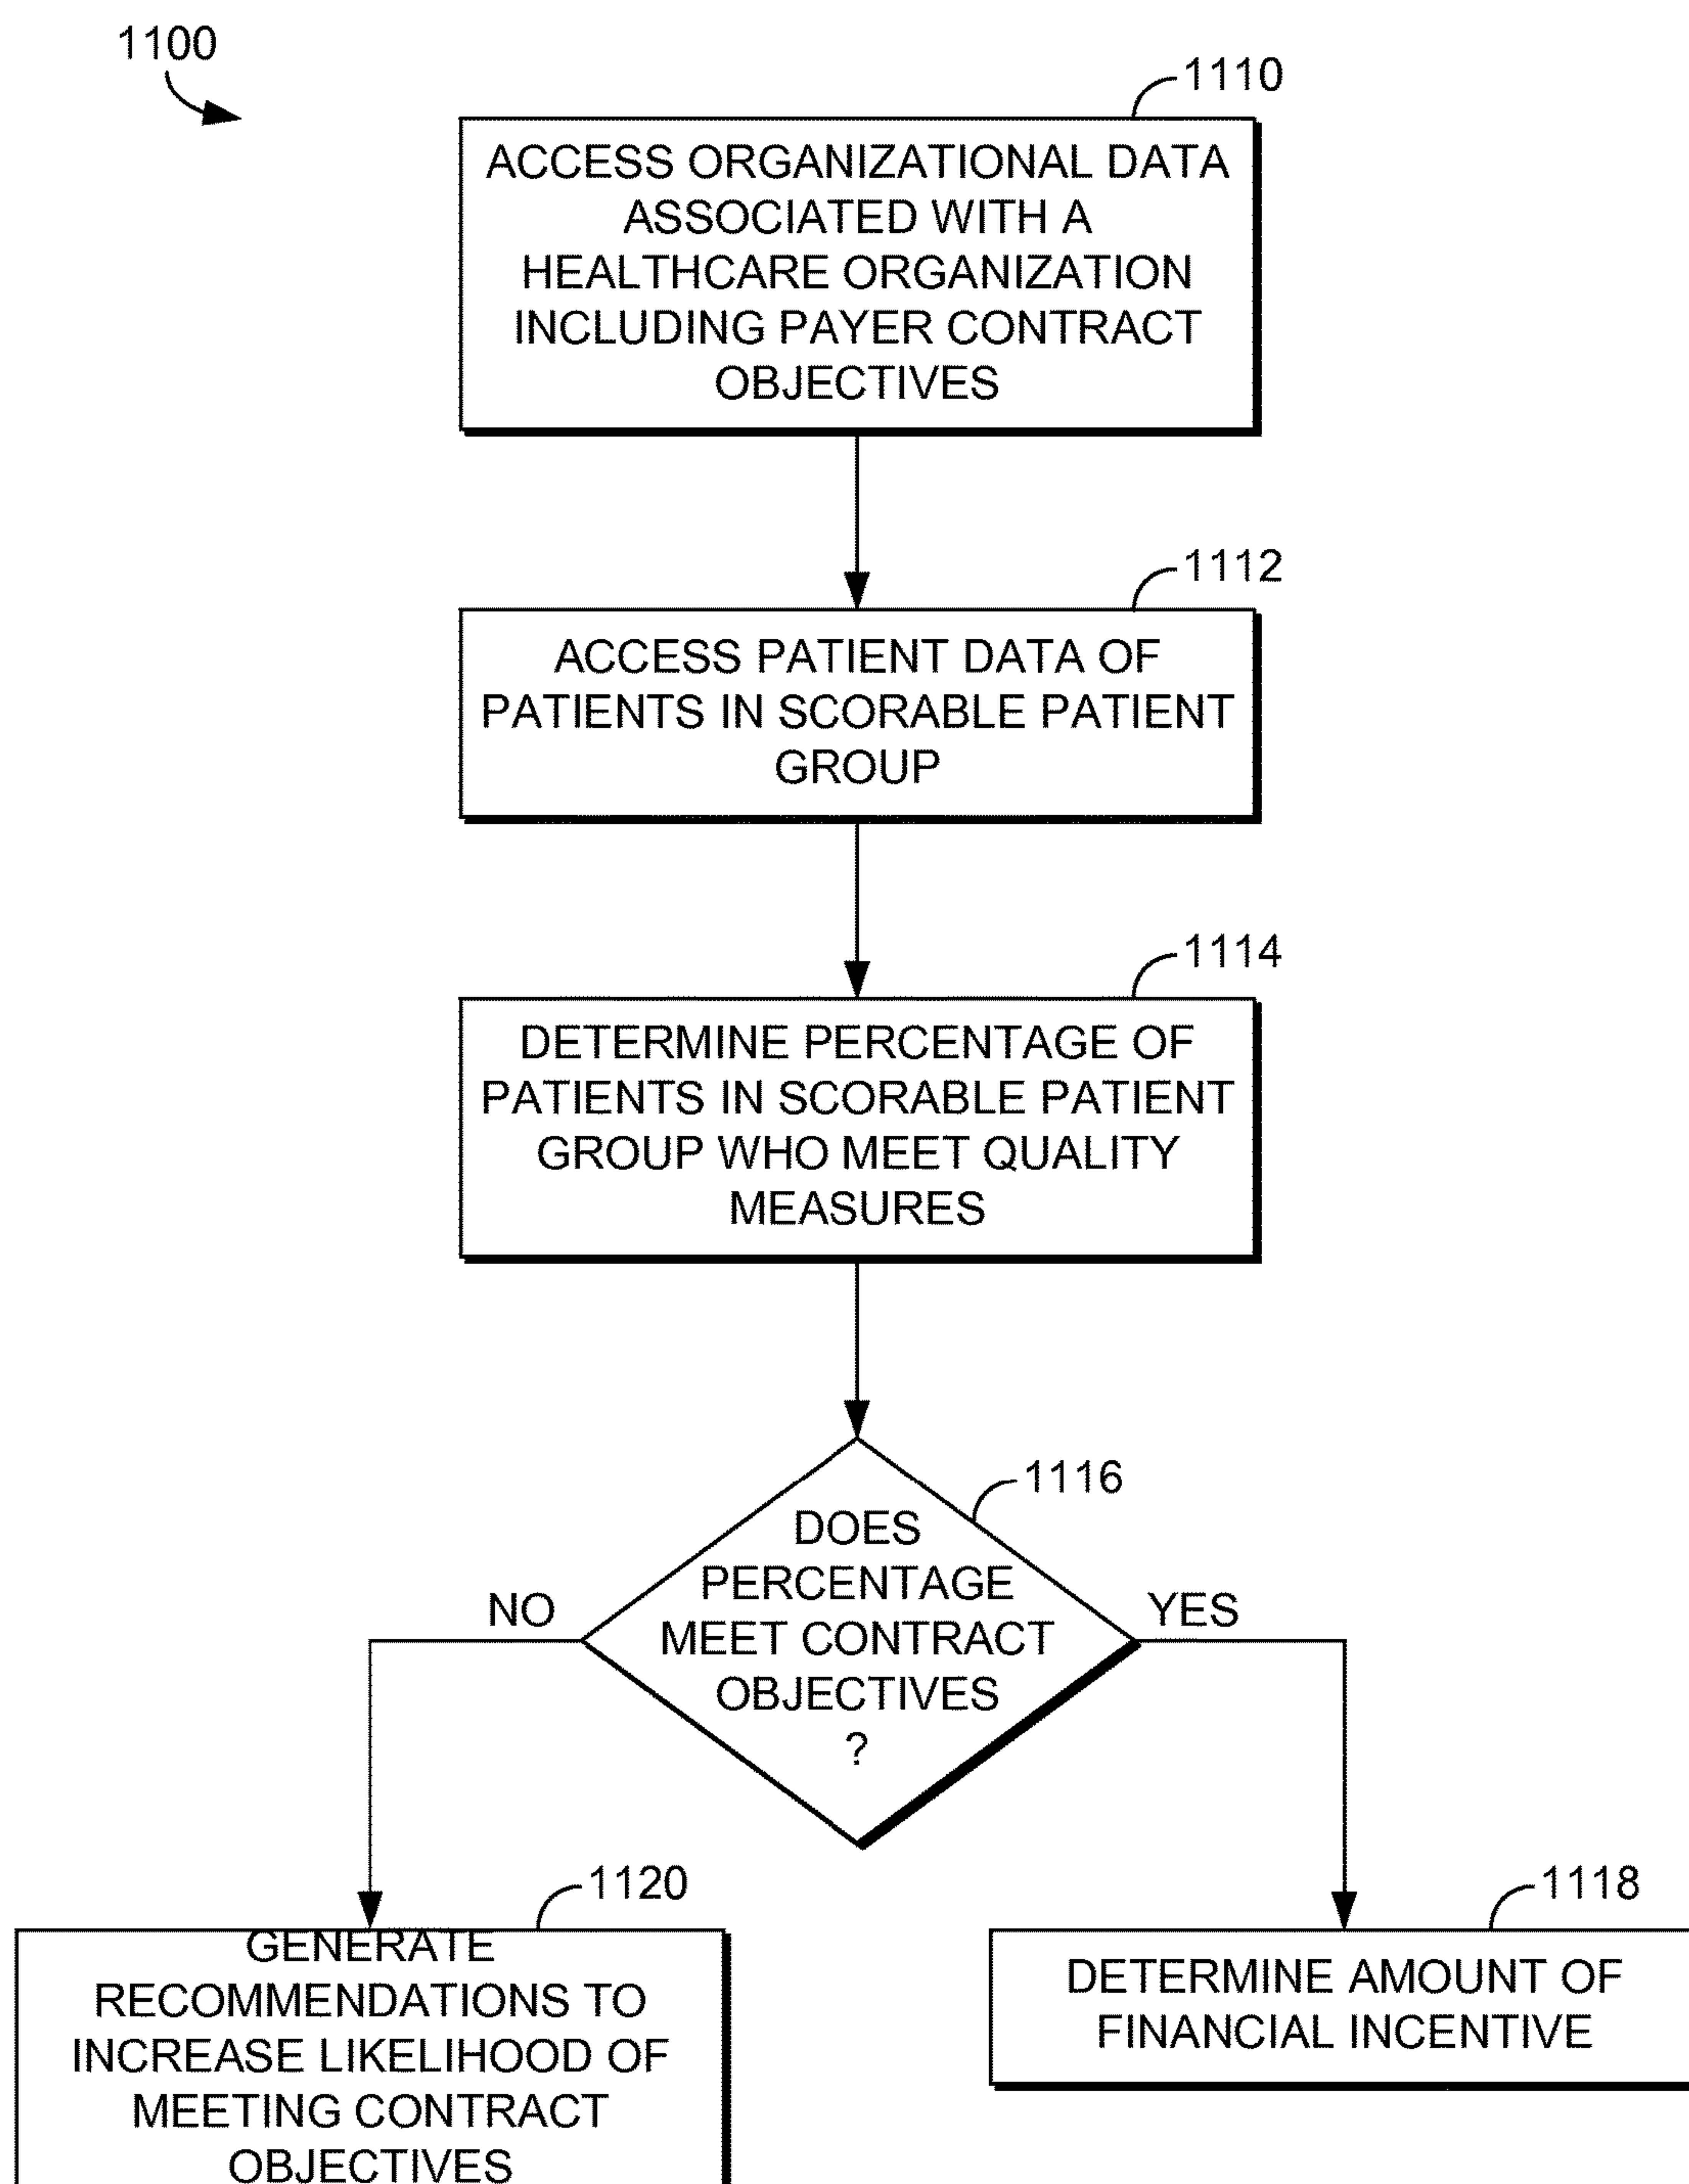 1100
1110
ACCESS ORGANIZATIONAL DATA
ASSOCIATED WITH A
HEALTHCARE ORGANIZATION
INCLUDING PAYER CONTRACT
OBJECTIVES
1112
ACCESS PATIENT DATA OF
PATIENTS IN SCORABLE PATIENT
GROUP
1114
DETERMINE PERCENTAGE OF
PATIENTS IN SCORABLE PATIENT
GROUP WHO MEET QUALITY
MEASURES
1116
DOES
PERCENTAGE
MEET CONTRACT
OBJECTIVES
?
NO
YES
1120
GENERATE
RECOMMENDATIONS TO
INCREASE LIKELIHOOD OF
MEETING CONTRACT
OBJECTIVES
1118
DETERMINE AMOUNT OF
FINANCIAL INCENTIVE